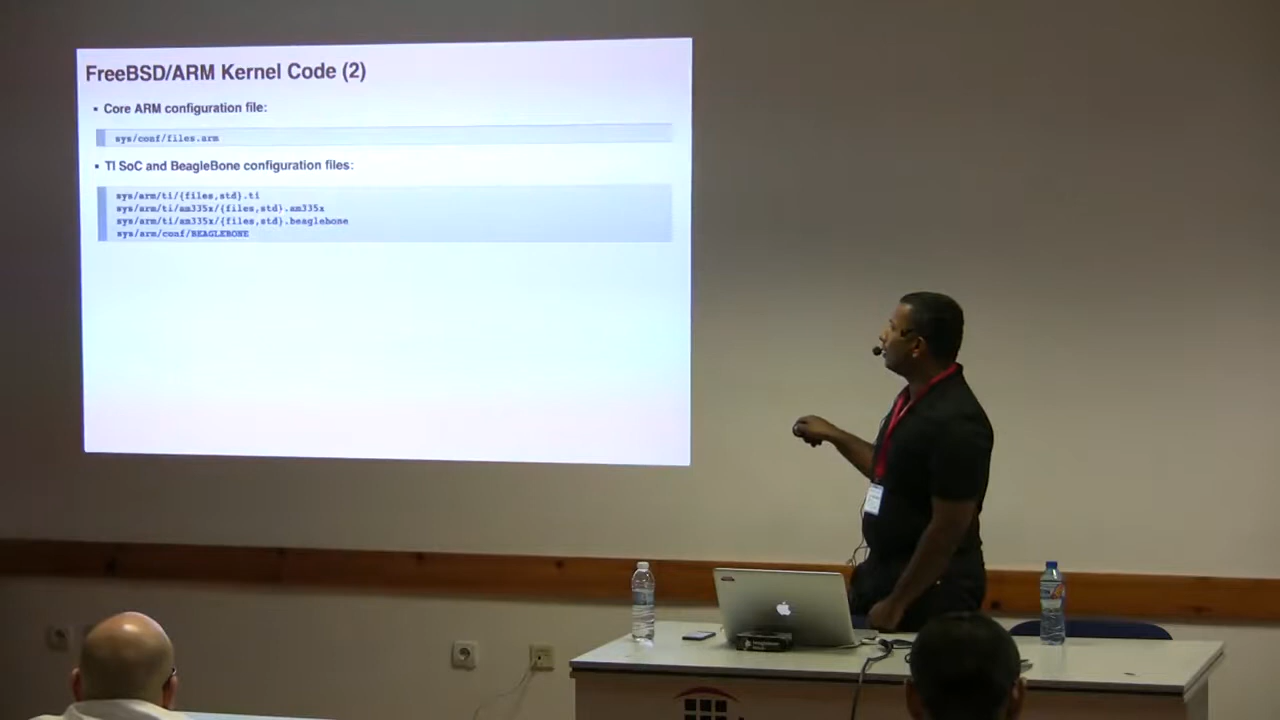 FreeBSD/ARM Kernel Code (2)
▪ Core ARM configuration file:
sys/conf/files.arm
▪ TI SoC and BeagleBone configuration files:
sys/arm/ti/{files,std}.ti
sys/arm/ti/am335x/{files,std}.am335x
sys/arm/ti/am335x/{files,std}.beaglebone
sys/arm/conf/BEAGLEBONE